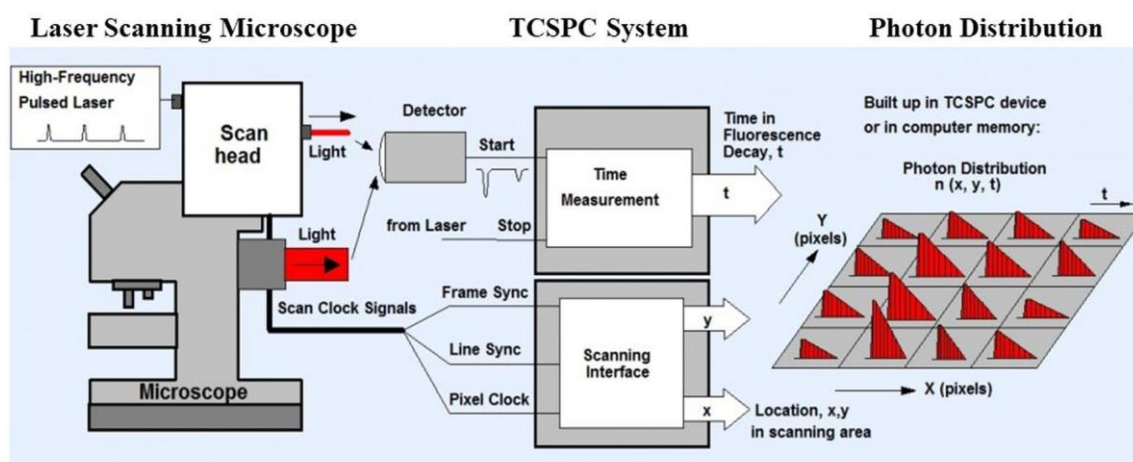 Laser Scanning Microscope
TCSPC System
Photon Distribution
High-Frequency
Pulsed Laser
Scan
head
Light
Detector
Start
Time in
Fluorescence
Decay, t
Built up in TCSPC device
or in computer memory:
Time
Measurement
t
Photon Distribution
n (x, y, t)
t
Light
from Laser
Stop
Y
(pixels)
Scan Clock Signals
Frame Sync
y
Line Sync
Scanning
Interface
Microscope
Pixel Clock
x
Location, x,y
in scanning area
X (pixels)